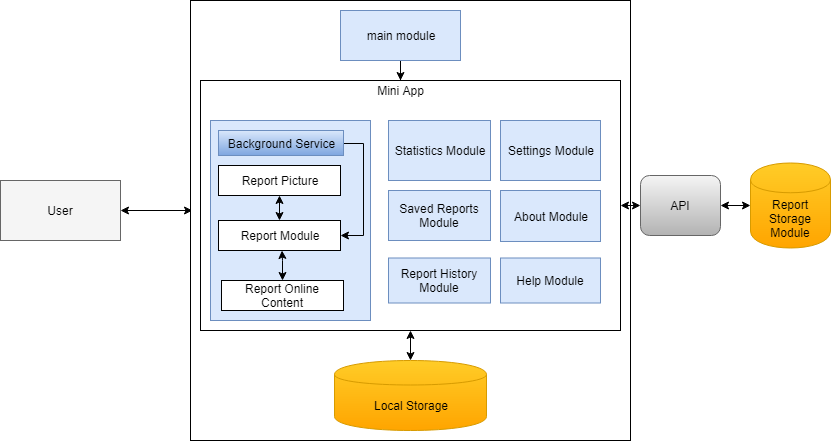 main module
Mini App
Background Service
Report Picture
Report Module
Report Online
Content
Statistics Module
Settings Module
Saved Reports
Module
About Module
Report History
Module
Help Module
User
API
Report
Storage
Module
Local Storage